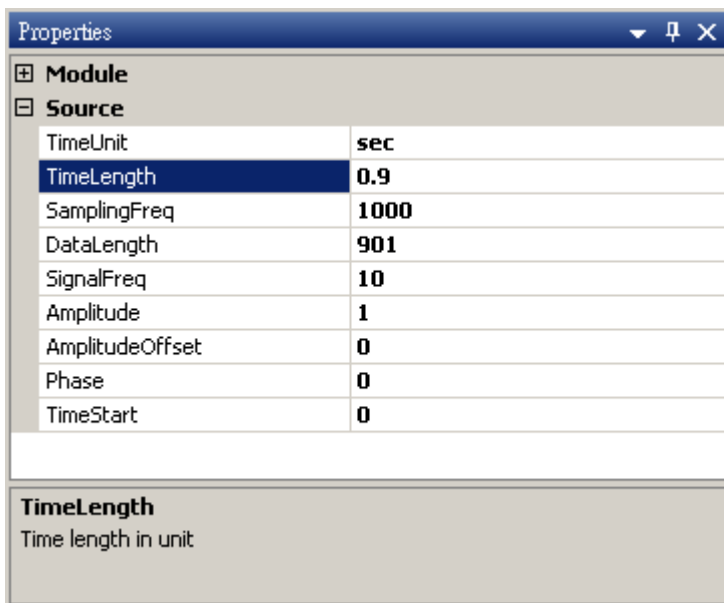 Properties
Module
Source
TimeUnit sec
TimeLength 0.9
SamplingFreq 1000
DataLength 901
SignalFreq 10
Amplitude 1
AmplitudeOffset 0
Phase 0
TimeStart 0
TimeLength
Time length in unit